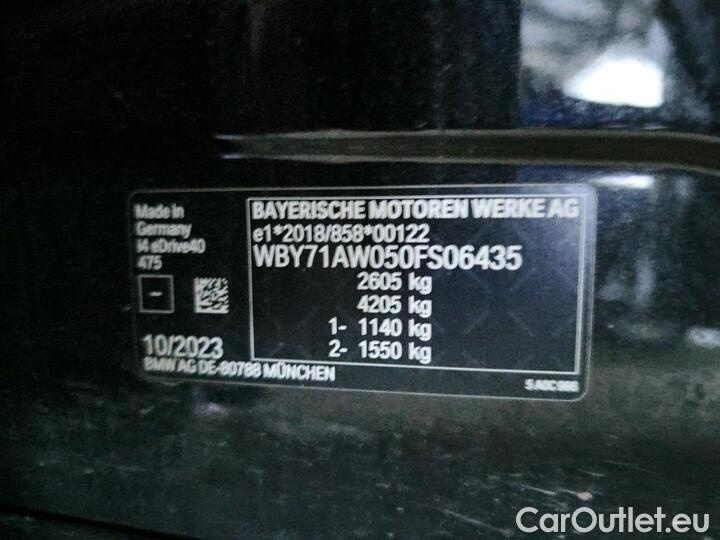 Made in
Germany
i4 eDrive40
475
10/2023
BAYERISCHE MOTOREN WERKE AG
e1*2018/858*00122
WBY71AW050FS06435
2605 kg
4205 kg
1- 1140 kg
2- 1550 kg
BMW AG DE-80788 MÜNCHEN
CarOutlet.eu